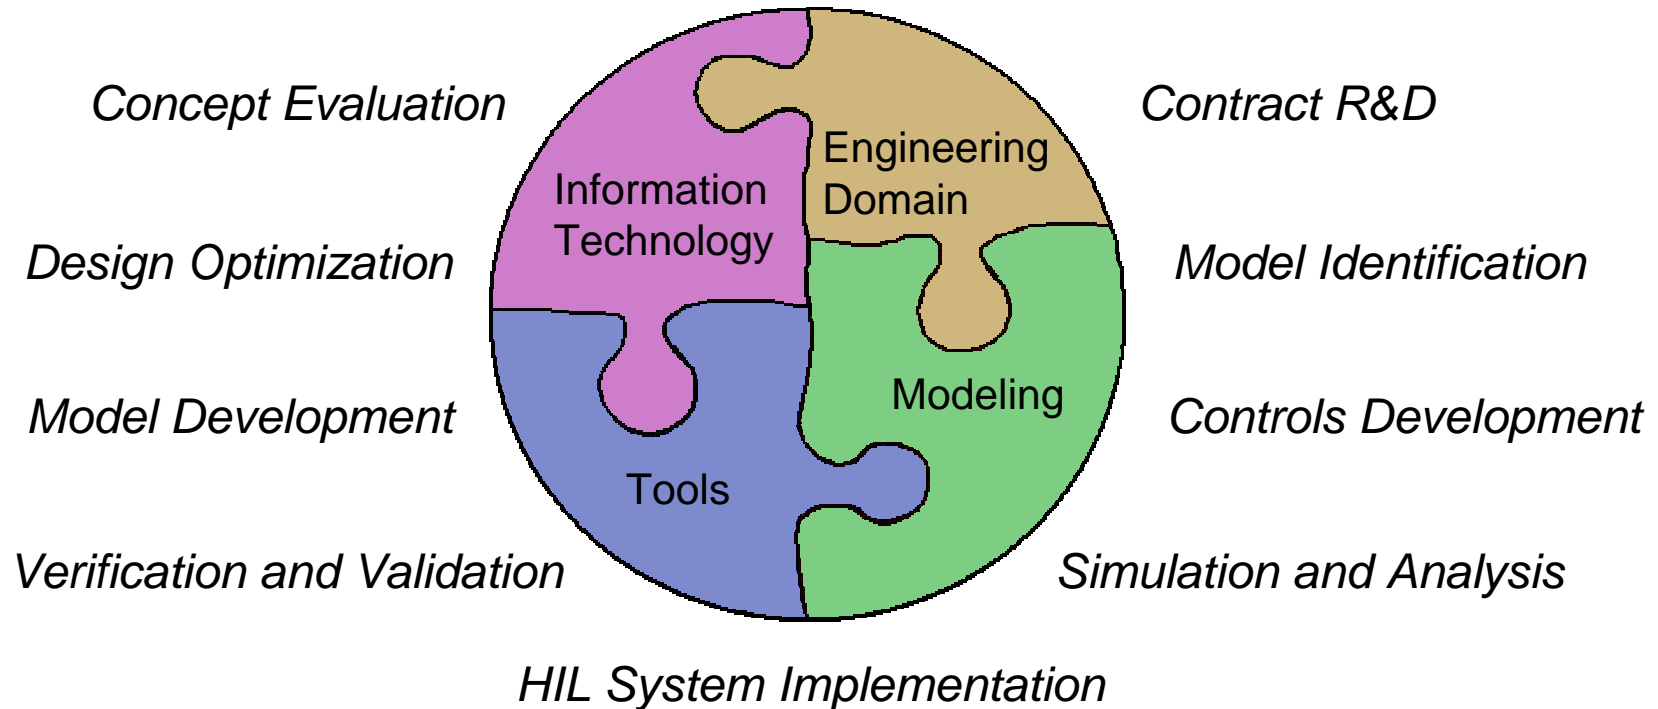 Concept Evaluation
Contract R&D
Engineering
Domain
Information
Technology
Design Optimization
Model Identification
Model Development
Modeling
Controls Development
Tools
Verification and Validation
Simulation and Analysis
HIL System Implementation